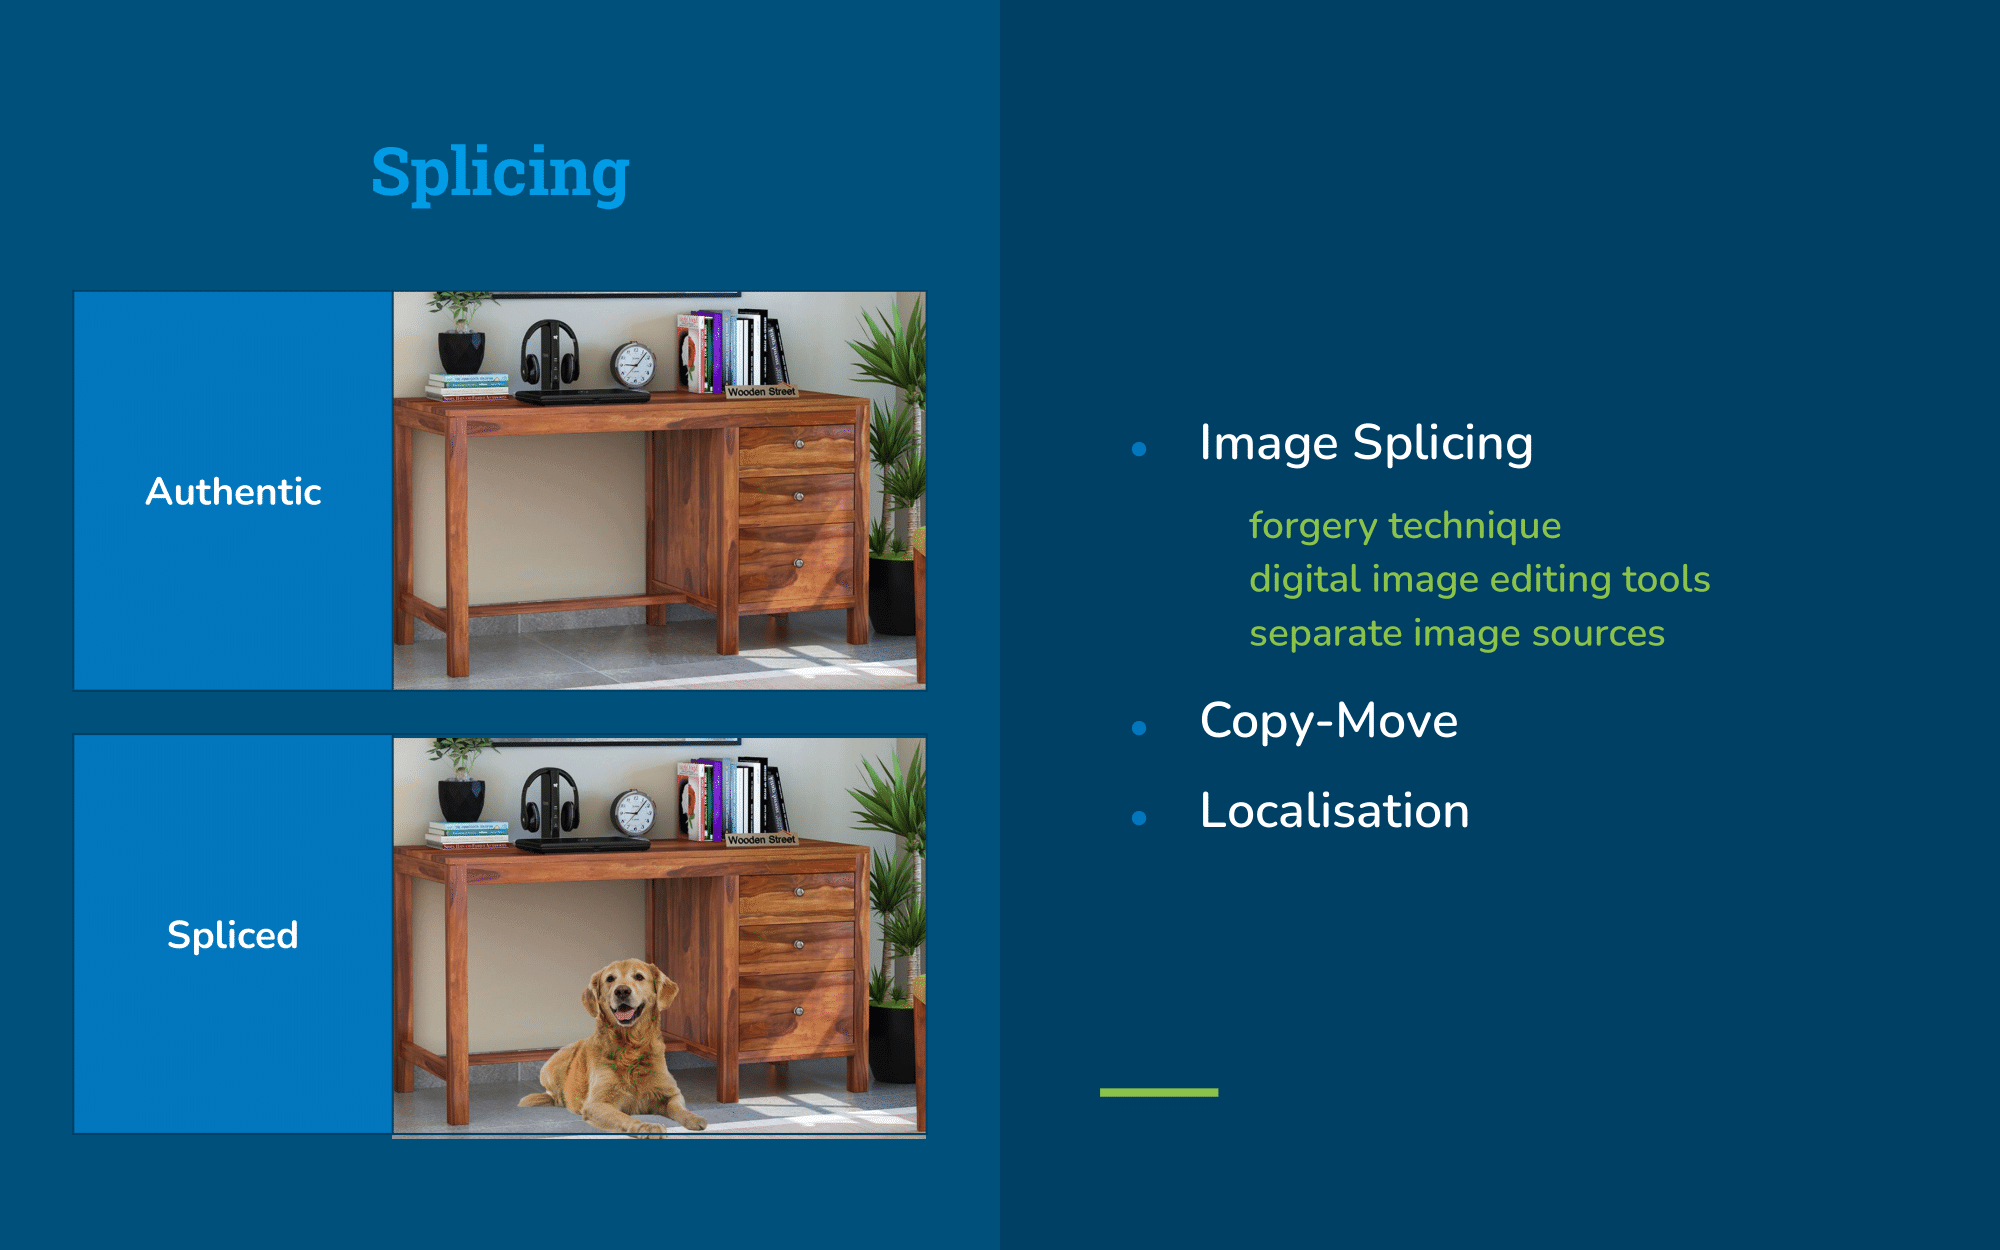 Splicing
Authentic
Wooden Street
Spliced
Wooden Street
Image Splicing
forgery technique
digital image editing tools
separate image sources
Copy-Move
Localisation